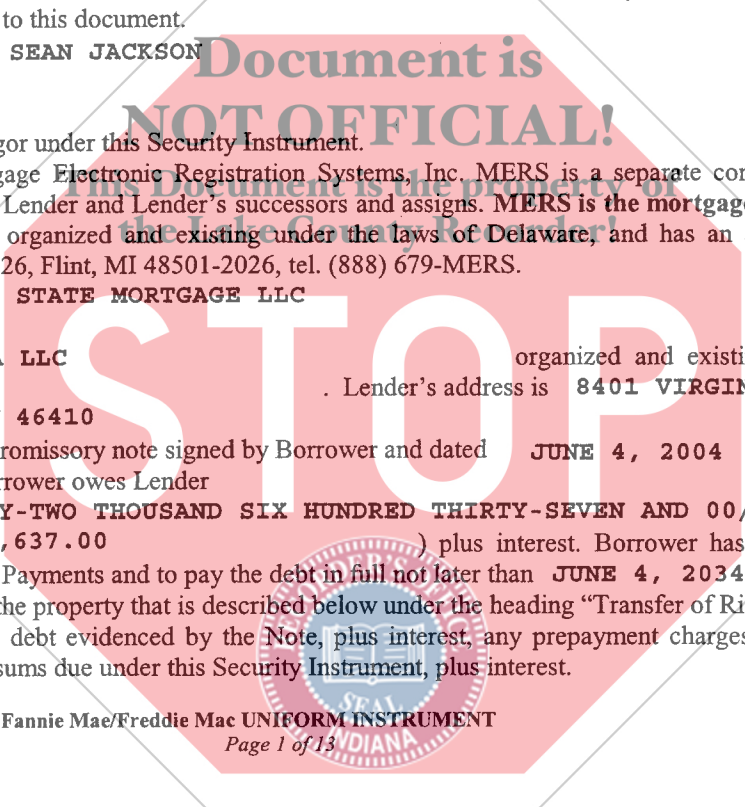 to this document.
SEAN JACKSON
Document is
NOT OFFICIAL!
gor under this Security Instrument.
gage Electronic Registration Systems, Inc. MERS is a separate cor
This Document is the property of
Lender and Lender's successors and assigns. MERS is the mortgage
the Lake County Recorder!
organized and existing under the laws of Delaware, and has an
26, Flint, MI 48501-2026, tel. (888) 679-MERS.
STATE MORTGAGE LLC
STOP
LLC organized and existi
. Lender's address is 8401 VIRGIN
46410
romissory note signed by Borrower and dated JUNE 4, 2004
rrower owes Lender
Y-TWO THOUSAND SIX HUNDRED THIRTY-SEVEN AND 00/
,637.00 ) plus interest. Borrower has
Payments and to pay the debt in full not later than JUNE 4, 2034
the property that is described below under the heading “Transfer of Ri
debt evidenced by the Note, plus interest, any prepayment charges
sums due under this Security Instrument, plus interest.
RECORDER'S OFFICE
SEAL
INDIANA
Fannie Mae/Freddie Mac UNIFORM INSTRUMENT
Page 1 of 13